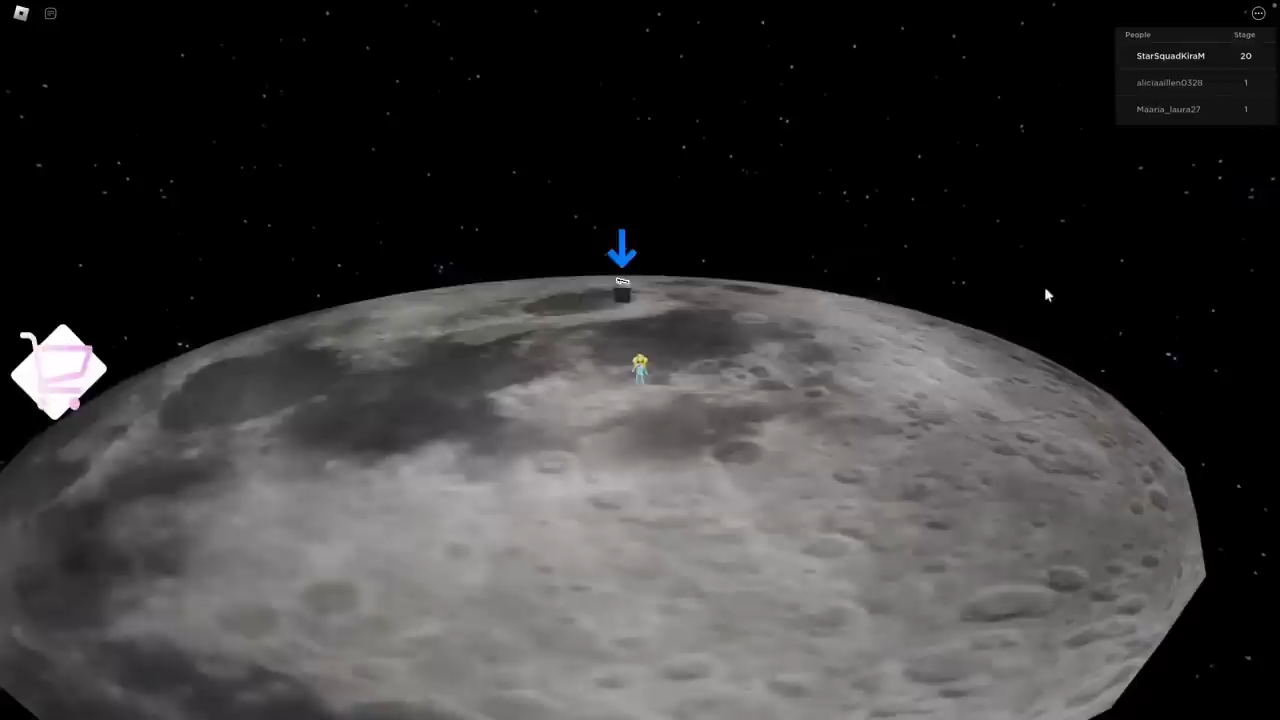 People Stage
StarSquadKiraM 20
aliciaaillen0328 1
Maaria_laura27 1